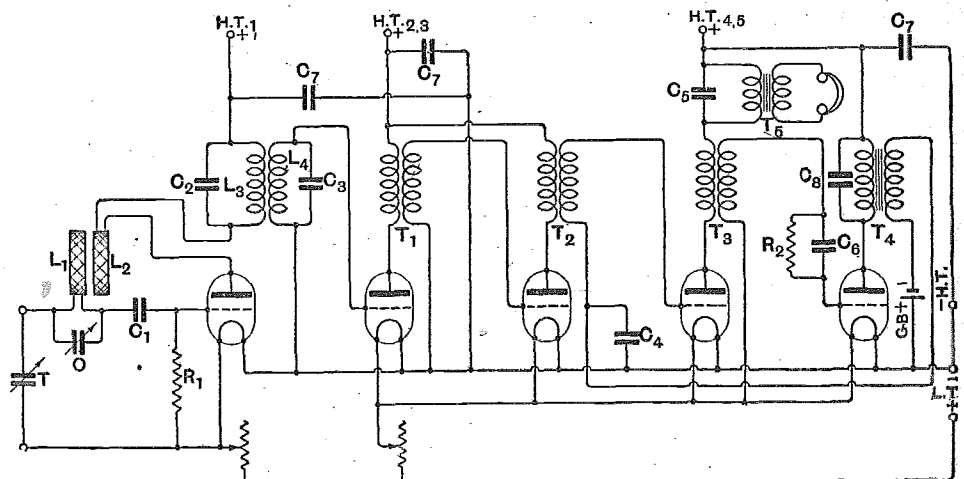 H.T.1
+
H.T.2,3
+
H.T.4,5
+
C7
C7
C7
C5
T5
C2
L3
L4
C3
C8
L1
L2
T1
T2
T3
R2
C6
T4
C1
O
C4
G.B+
-H.T.
T
R1